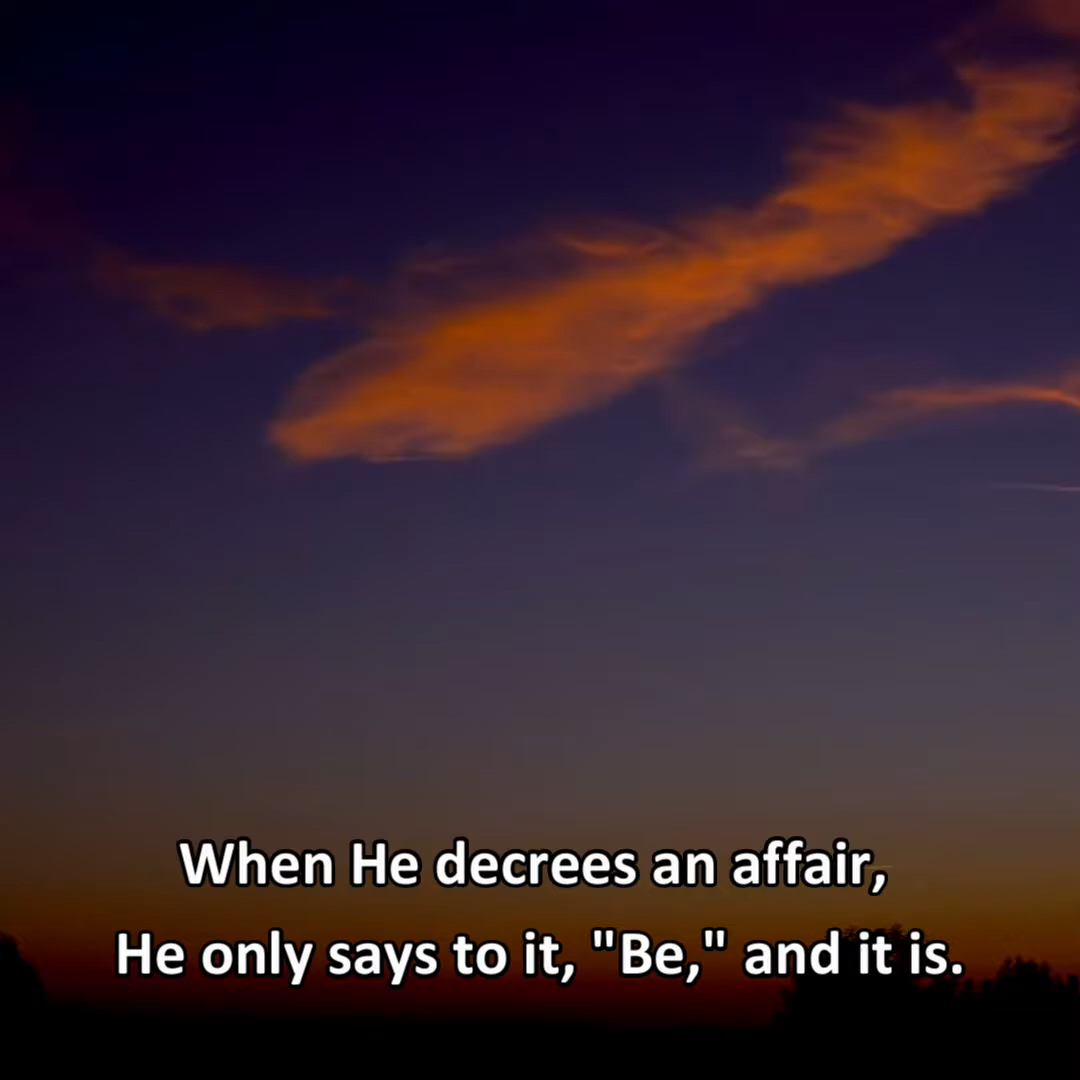 When He decrees an affair,
He only says to it, "Be," and it is.